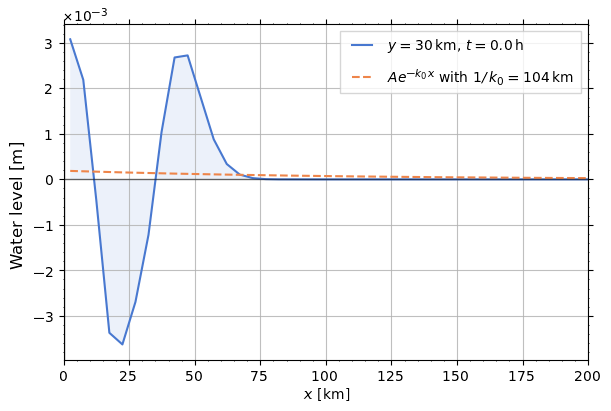 ×10⁻³
y = 30 km, t = 0.0 h
Ae^{-k₀x} with 1/k₀ = 104 km
3
2
1
0
−1
−2
−3
Water level [m]
0 25 50 75 100 125 150 175 200
x [km]